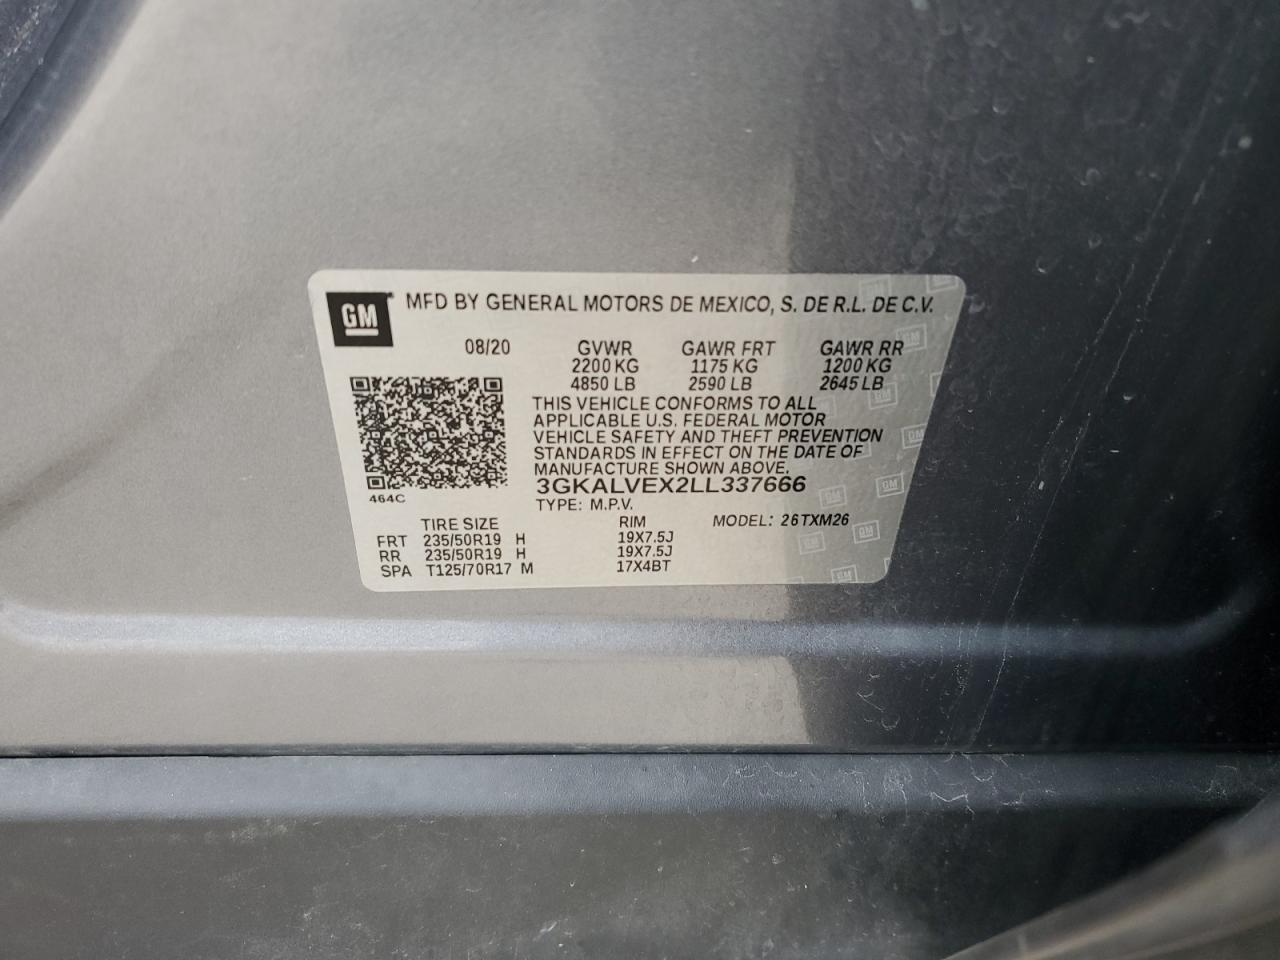 GM MFD BY GENERAL MOTORS DE MEXICO, S. DE R.L. DE C.V.
08/20 GVWR GAWR FRT GAWR RR
2200 KG 1175 KG 1200 KG
4850 LB 2590 LB 2645 LB
THIS VEHICLE CONFORMS TO ALL
APPLICABLE U.S. FEDERAL MOTOR
VEHICLE SAFETY AND THEFT PREVENTION
STANDARDS IN EFFECT ON THE DATE OF
MANUFACTURE SHOWN ABOVE.
3GKALVEX2LL337666
464C
TYPE: M.P.V.
TIRE SIZE RIM MODEL: 26TXM26
FRT 235/50R19 H 19X7.5J
RR 235/50R19 H 19X7.5J
SPA T125/70R17 M 17X4BT